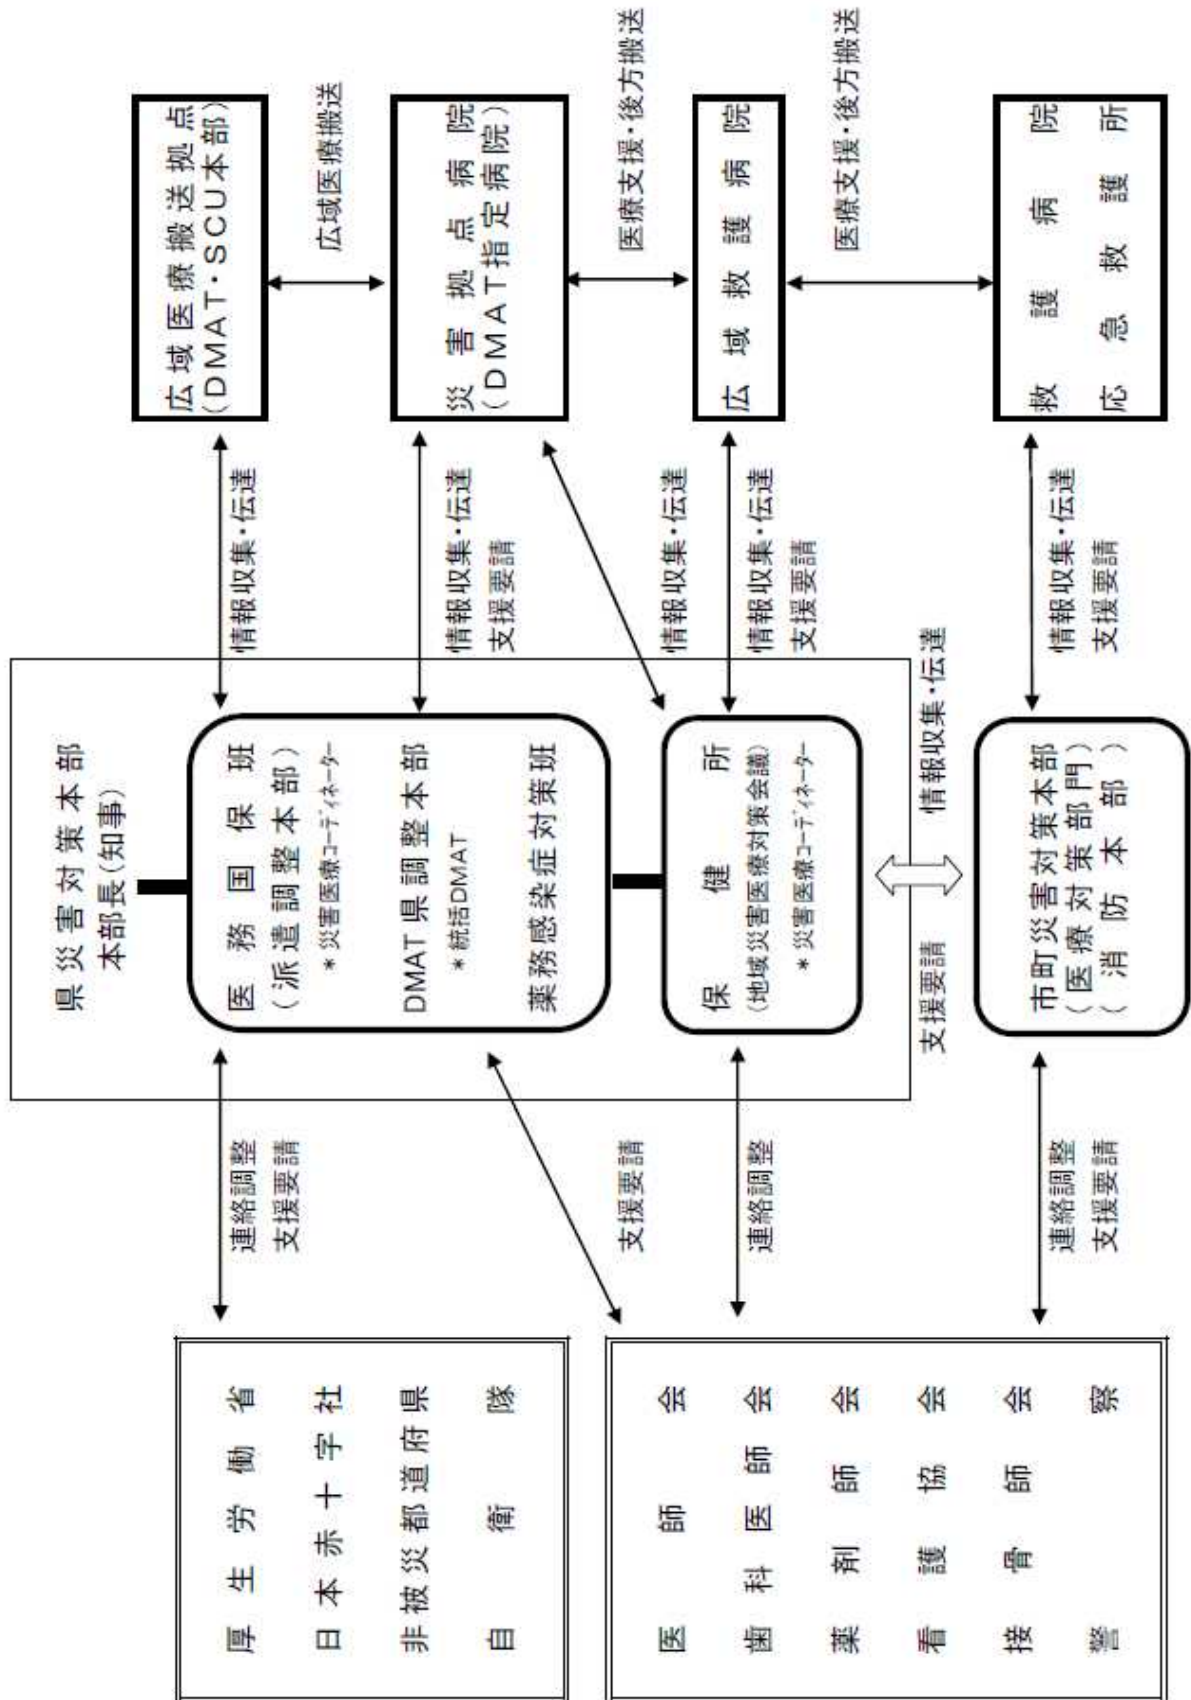 県災害対策本部
本部長(知事)
医務国保班
(派遣調整本部)
*災害医療コーディネーター
DMAT県調整本部
*統括DMAT
薬務感染症対策班
保健所
(地域災害医療対策会議)
*災害医療コーディネーター
支援要請
情報収集・伝達
市町災害対策本部
(医療対策部門)
(消防本部)
厚生労働省
日本赤十字社
非被災都道府県
自衛隊
医師会
歯科医師会
薬剤師会
看護協会
接骨師会
警察
連絡調整
支援要請
支援要請
連絡調整
連絡調整
支援要請
情報収集・伝達
情報収集・伝達
支援要請
情報収集・伝達
情報収集・伝達
支援要請
情報収集・伝達
支援要請
広域医療搬送拠点
(DMAT・SCU本部)
広域医療搬送
災害拠点病院
(DMAT指定病院)
医療支援・後方搬送
広域救護病院
医療支援・後方搬送
救護病院
応急救護所